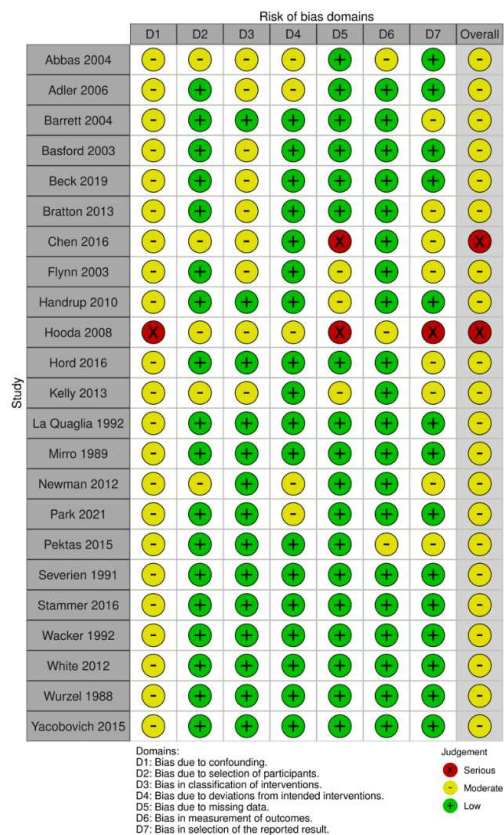 Risk of bias domains
D1 D2 D3 D4 D5 D6 D7 Overall
Study
Abbas 2004 - - - - + - + -
Adler 2006 - + - - + + + -
Barrett 2004 - + + + + + - -
Basford 2003 - + - + + + + -
Beck 2019 - + - + + + + -
Bratton 2013 - + - + + + - -
Chen 2016 - - - + X + - X
Flynn 2003 - + - + - + - -
Handrup 2010 - + + + - + + -
Hooda 2008 X - - - X - X X
Hord 2016 - + + + + + - -
Kelly 2013 - - - + - + - -
La Quaglia 1992 - + + + + + + -
Mirro 1989 - + + + + + + -
Newman 2012 - - + - + + - -
Park 2021 - + + - + + + -
Pektas 2015 - + + + + - - -
Severien 1991 - + + + + + + -
Stammer 2016 - + + + + + + -
Wacker 1992 - + + + + + + -
White 2012 - + + + + + + -
Wurzel 1988 - + + + + + + -
Yacobovich 2015 - + + + + + + -
Domains:
D1: Bias due to confounding.
D2: Bias due to selection of participants.
D3: Bias in classification of interventions.
D4: Bias due to deviations from intended interventions.
D5: Bias due to missing data.
D6: Bias in measurement of outcomes.
D7: Bias in selection of the reported result.
Judgement
X Serious
- Moderate
+ Low